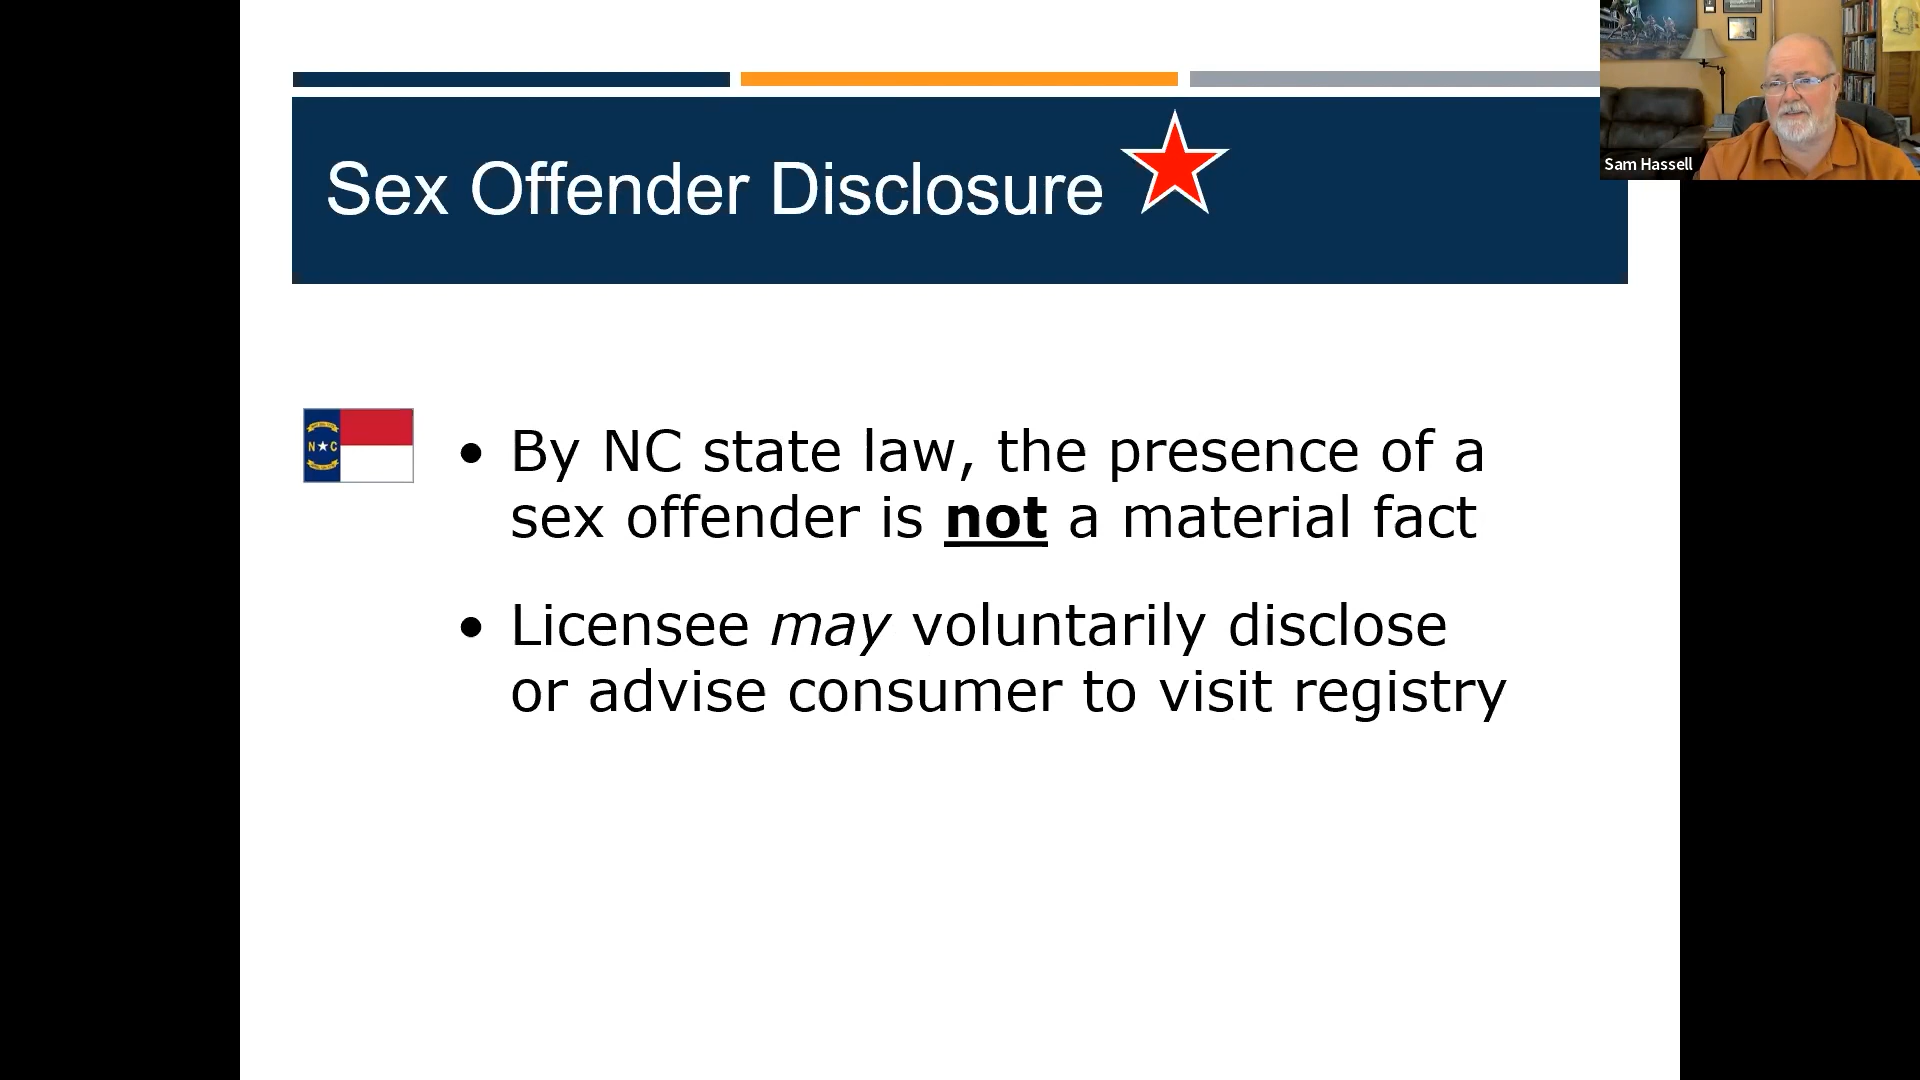 Sex Offender Disclosure
Sam Hassell
N C
• By NC state law, the presence of a
sex offender is not a material fact
• Licensee may voluntarily disclose
or advise consumer to visit registry